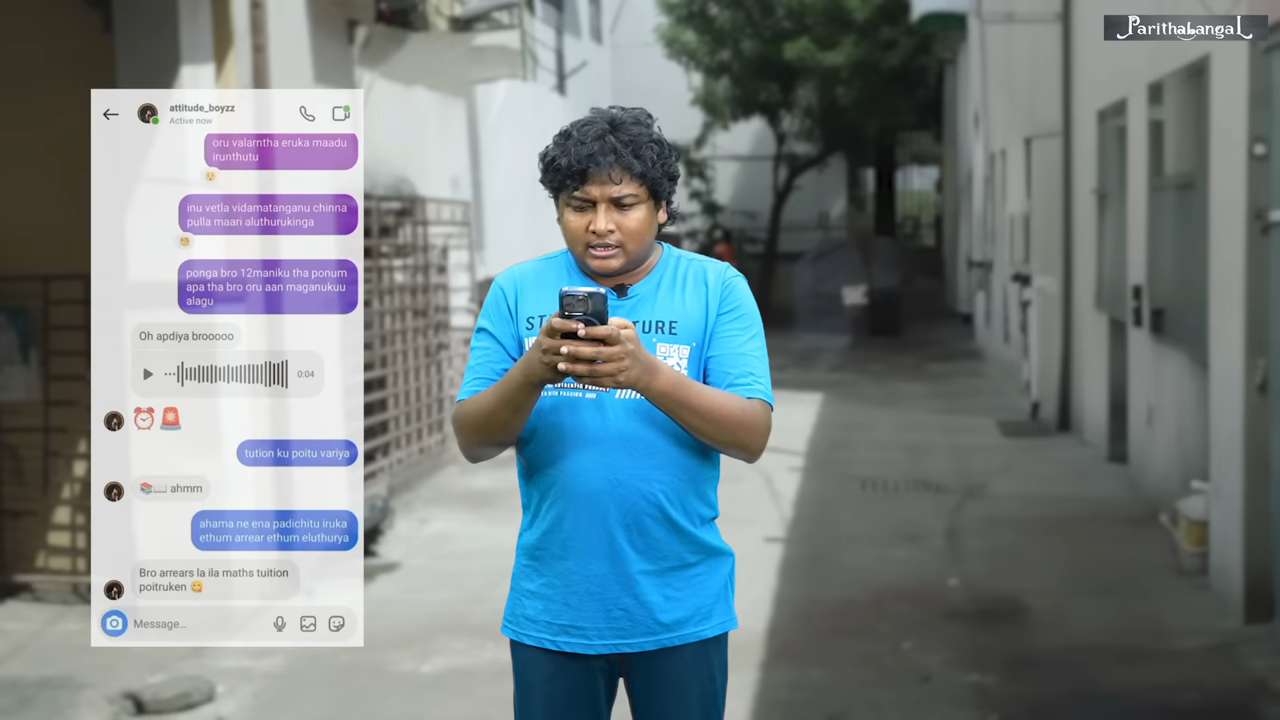 Parithabangal
attitude_boyzz
Active now
oru valarntha eruka maadu
irunthutu
inu vetla vidamatanganu chinna
pulla maari aluthurukinga
ponga bro 12maniku tha ponum
apa tha bro oru aan maganukuu
alagu
Oh apdiya brooooo
0:04
tution ku poitu variya
📚📖 ahmm
ahama ne ena padichitu iruka
ethum arrear ethum eluthurya
Bro arrears la ila maths tuition
poitruken 😋
Message...